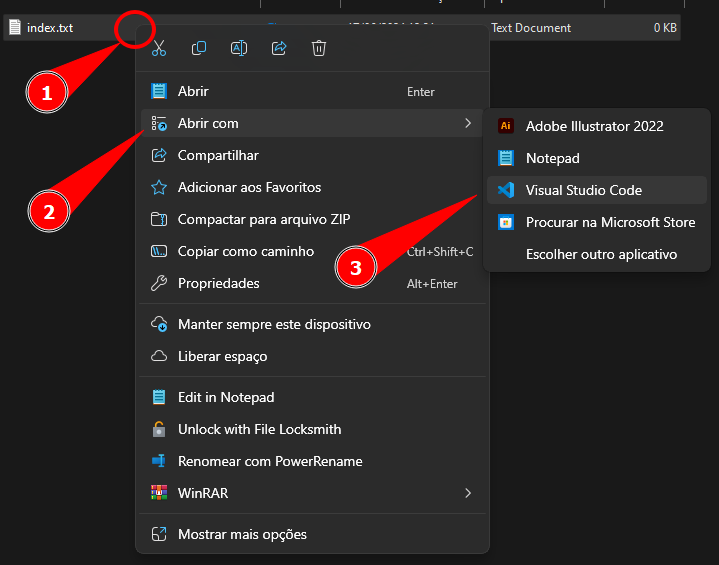 index.txt
Text Document
0 KB
1
Abrir
Enter
Abrir com
2
Compartilhar
Adicionar aos Favoritos
Compactar para arquivo ZIP
Copiar como caminho
Ctrl+Shift+C
Propriedades
Alt+Enter
Manter sempre este dispositivo
Liberar espaço
Edit in Notepad
Unlock with File Locksmith
Renomear com PowerRename
WinRAR
Mostrar mais opções
Ai
Adobe Illustrator 2022
Notepad
Visual Studio Code
3
Procurar na Microsoft Store
Escolher outro aplicativo